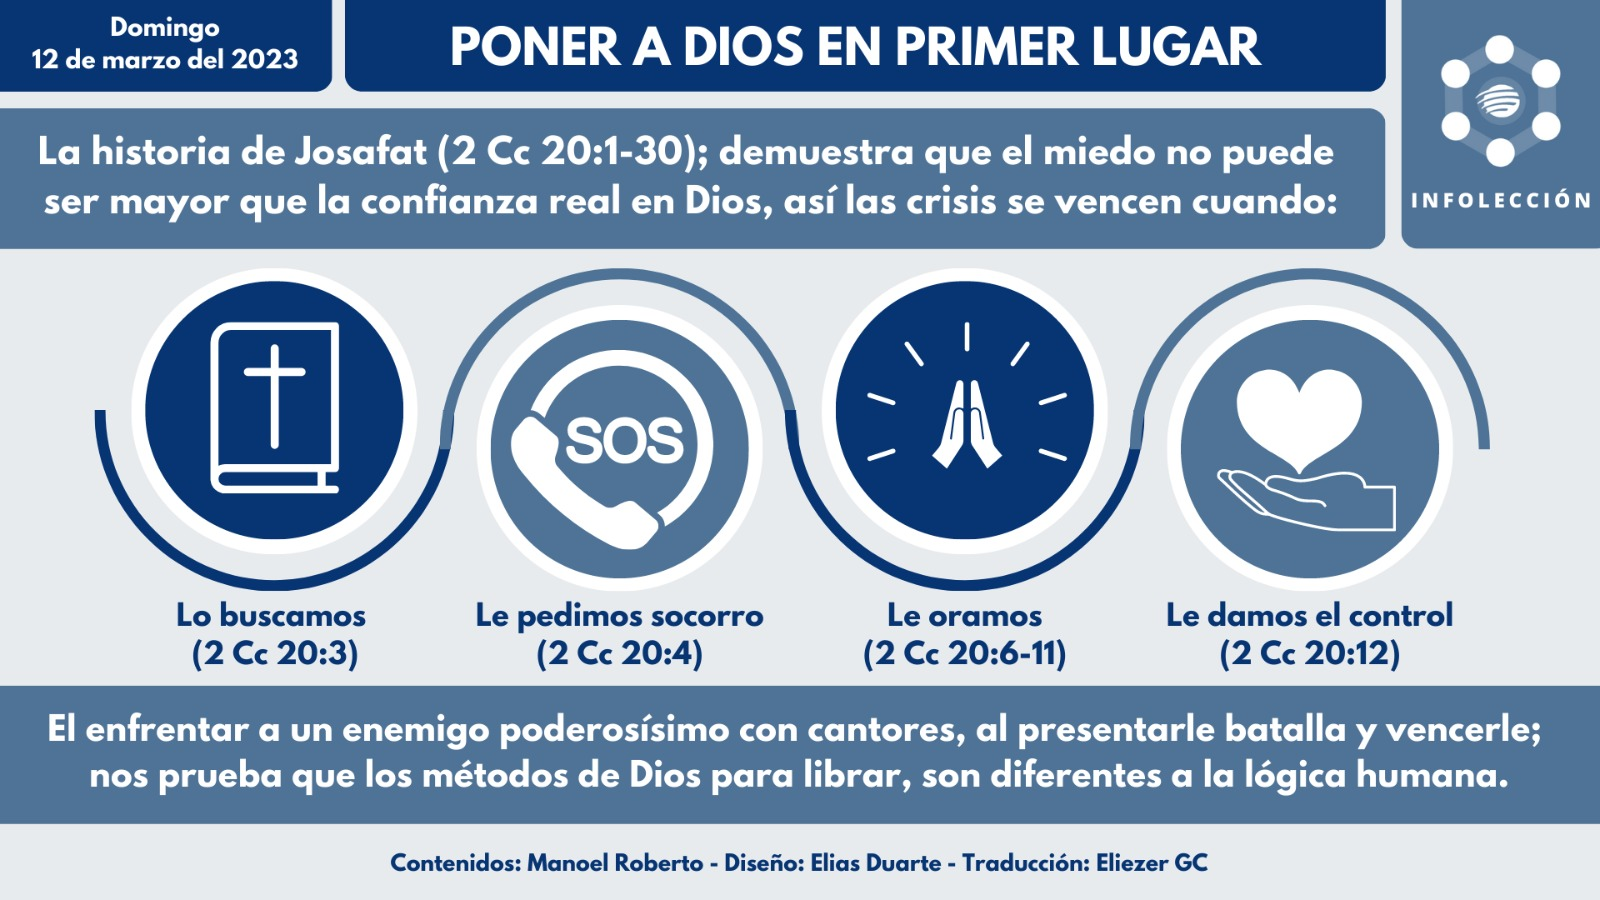 Domingo
12 de marzo del 2023
PONER A DIOS EN PRIMER LUGAR
INFOLECCIÓN
La historia de Josafat (2 Cc 20:1-30); demuestra que el miedo no puede
ser mayor que la confianza real en Dios, así las crisis se vencen cuando:
SOS
Lo buscamos
(2 Cc 20:3)
Le pedimos socorro
(2 Cc 20:4)
Le oramos
(2 Cc 20:6-11)
Le damos el control
(2 Cc 20:12)
El enfrentar a un enemigo poderosísimo con cantores, al presentarle batalla y vencerle;
nos prueba que los métodos de Dios para librar, son diferentes a la lógica humana.
Contenidos: Manoel Roberto - Diseño: Elias Duarte - Traducción: Eliezer GC